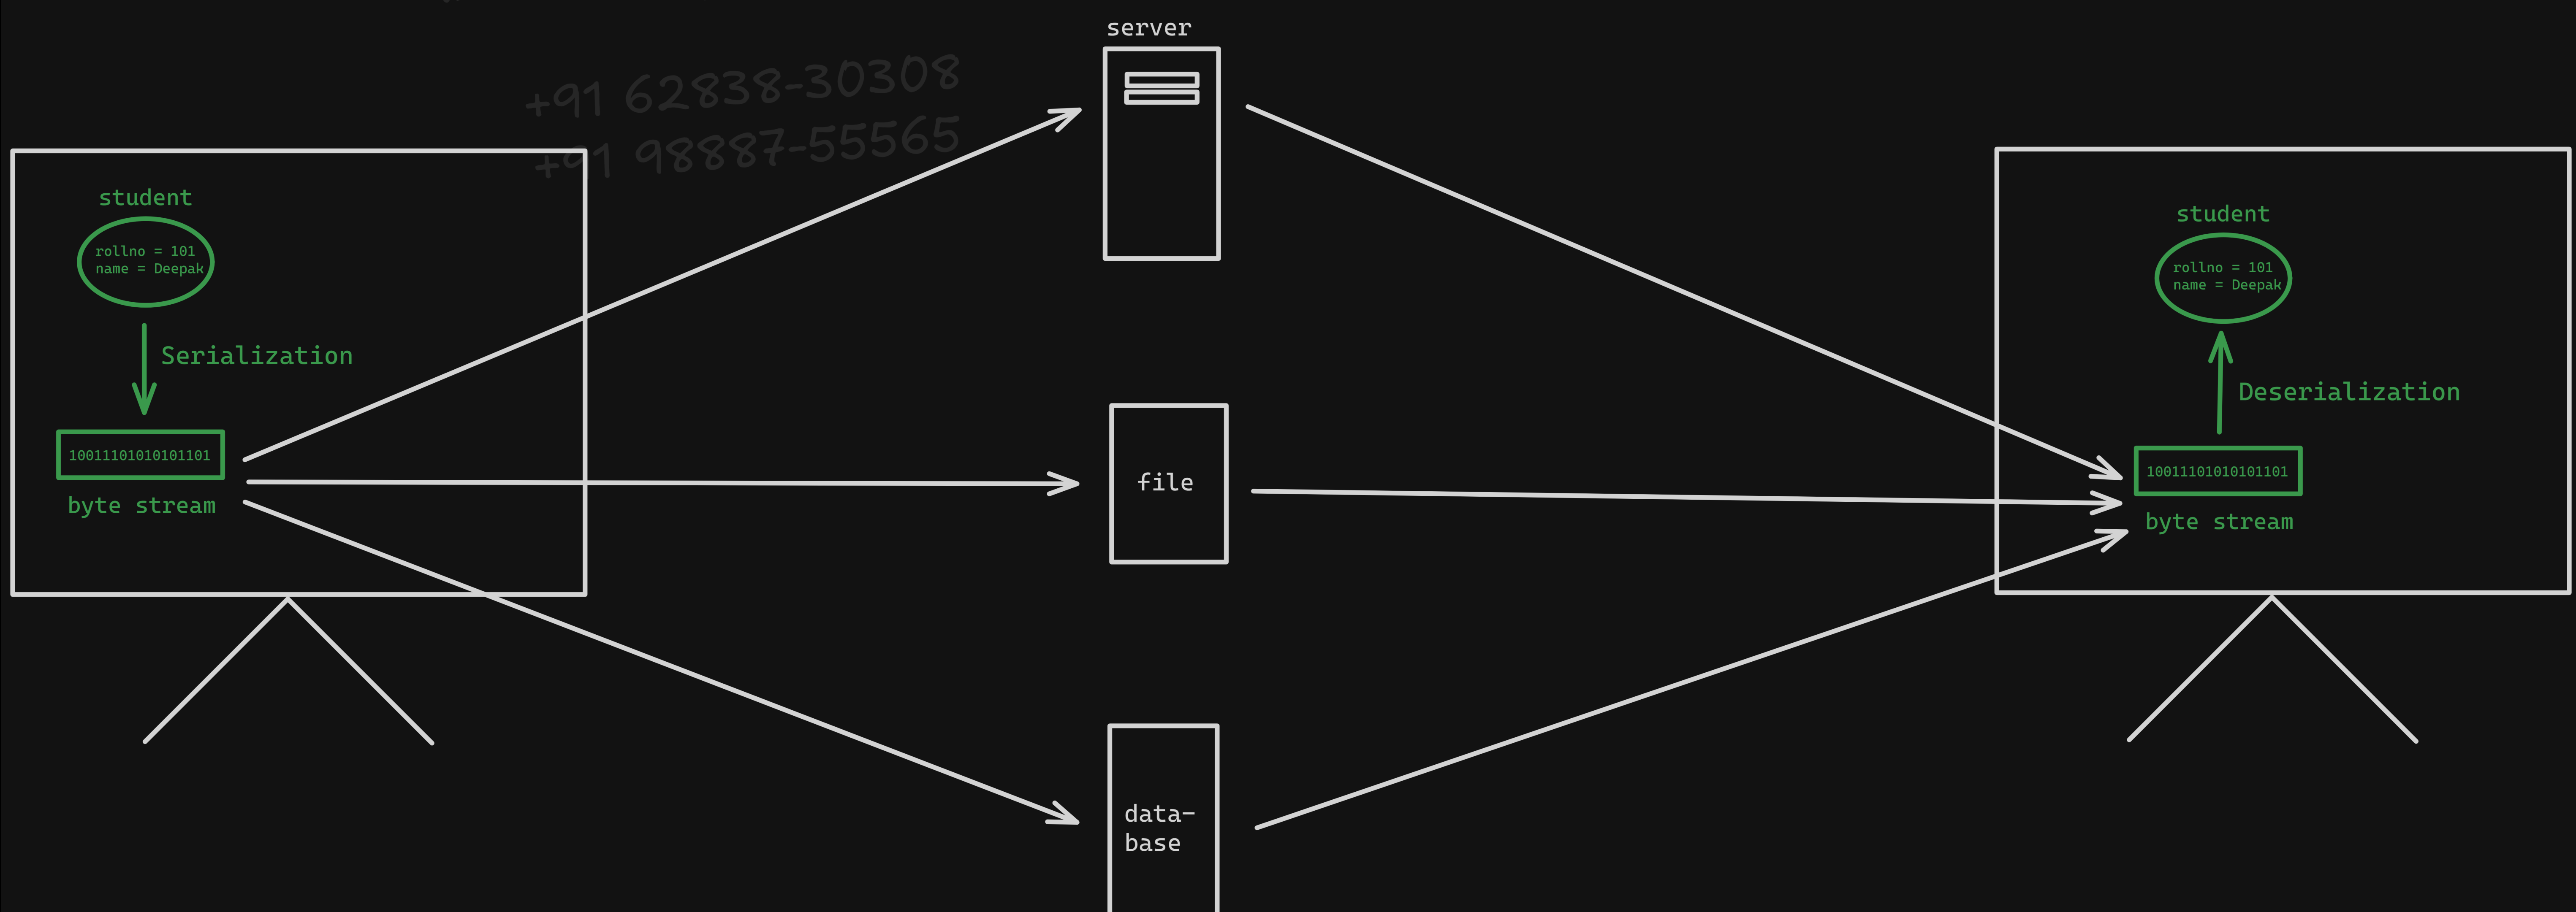 server
+91 62838-30308
+91 98887-55565
student
rollno = 101
name = Deepak
Serialization
10011101010101101
byte stream
file
data-
base
student
rollno = 101
name = Deepak
Deserialization
10011101010101101
byte stream